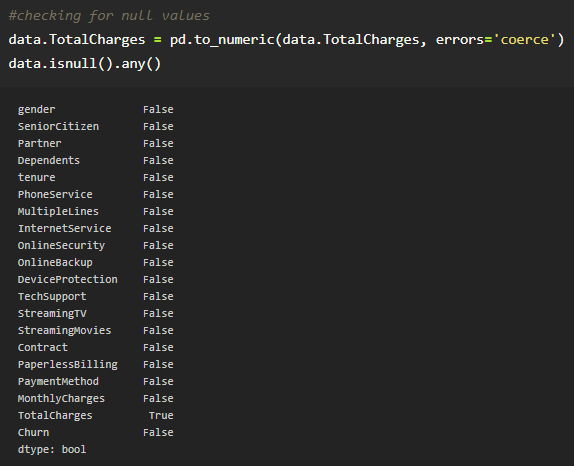 #checking for null values
data.TotalCharges = pd.to_numeric(data.TotalCharges, errors='coerce')
data.isnull().any()
gender False
SeniorCitizen False
Partner False
Dependents False
tenure False
PhoneService False
MultipleLines False
InternetService False
OnlineSecurity False
OnlineBackup False
DeviceProtection False
TechSupport False
StreamingTV False
StreamingMovies False
Contract False
PaperlessBilling False
PaymentMethod False
MonthlyCharges False
TotalCharges True
Churn False
dtype: bool